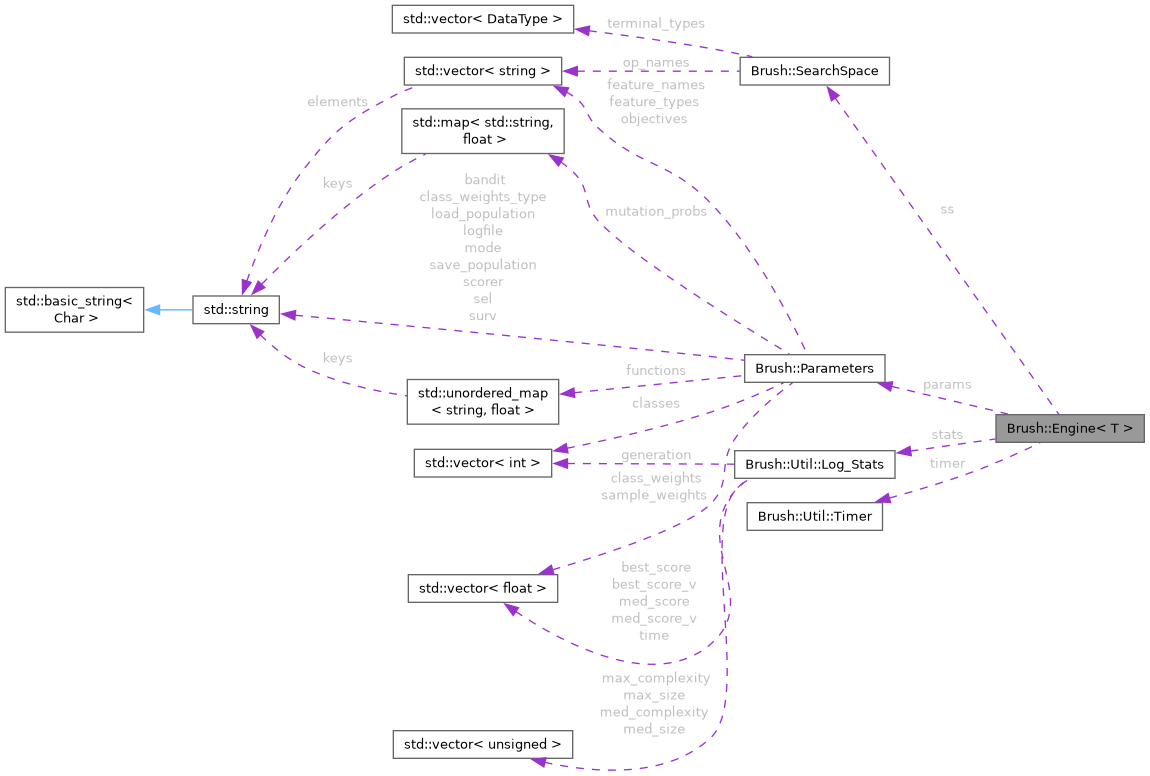 std::vector< DataType >
terminal_types
std::vector< string >
op_names
Brush::SearchSpace
feature_names
feature_types
objectives
elements
std::map< std::string,
float >
keys
bandit
class_weights_type
load_population
logfile
mode
save_population
scorer
sel
surv
mutation_probs
ss
std::basic_string<
Char >
std::string
keys
std::unordered_map
< string, float >
functions
Brush::Parameters
params
classes
Brush::Engine< T >
std::vector< int >
generation
Brush::Util::Log_Stats
stats
timer
class_weights
sample_weights
Brush::Util::Timer
std::vector< float >
best_score
best_score_v
med_score
med_score_v
time
max_complexity
max_size
med_complexity
med_size
std::vector< unsigned >